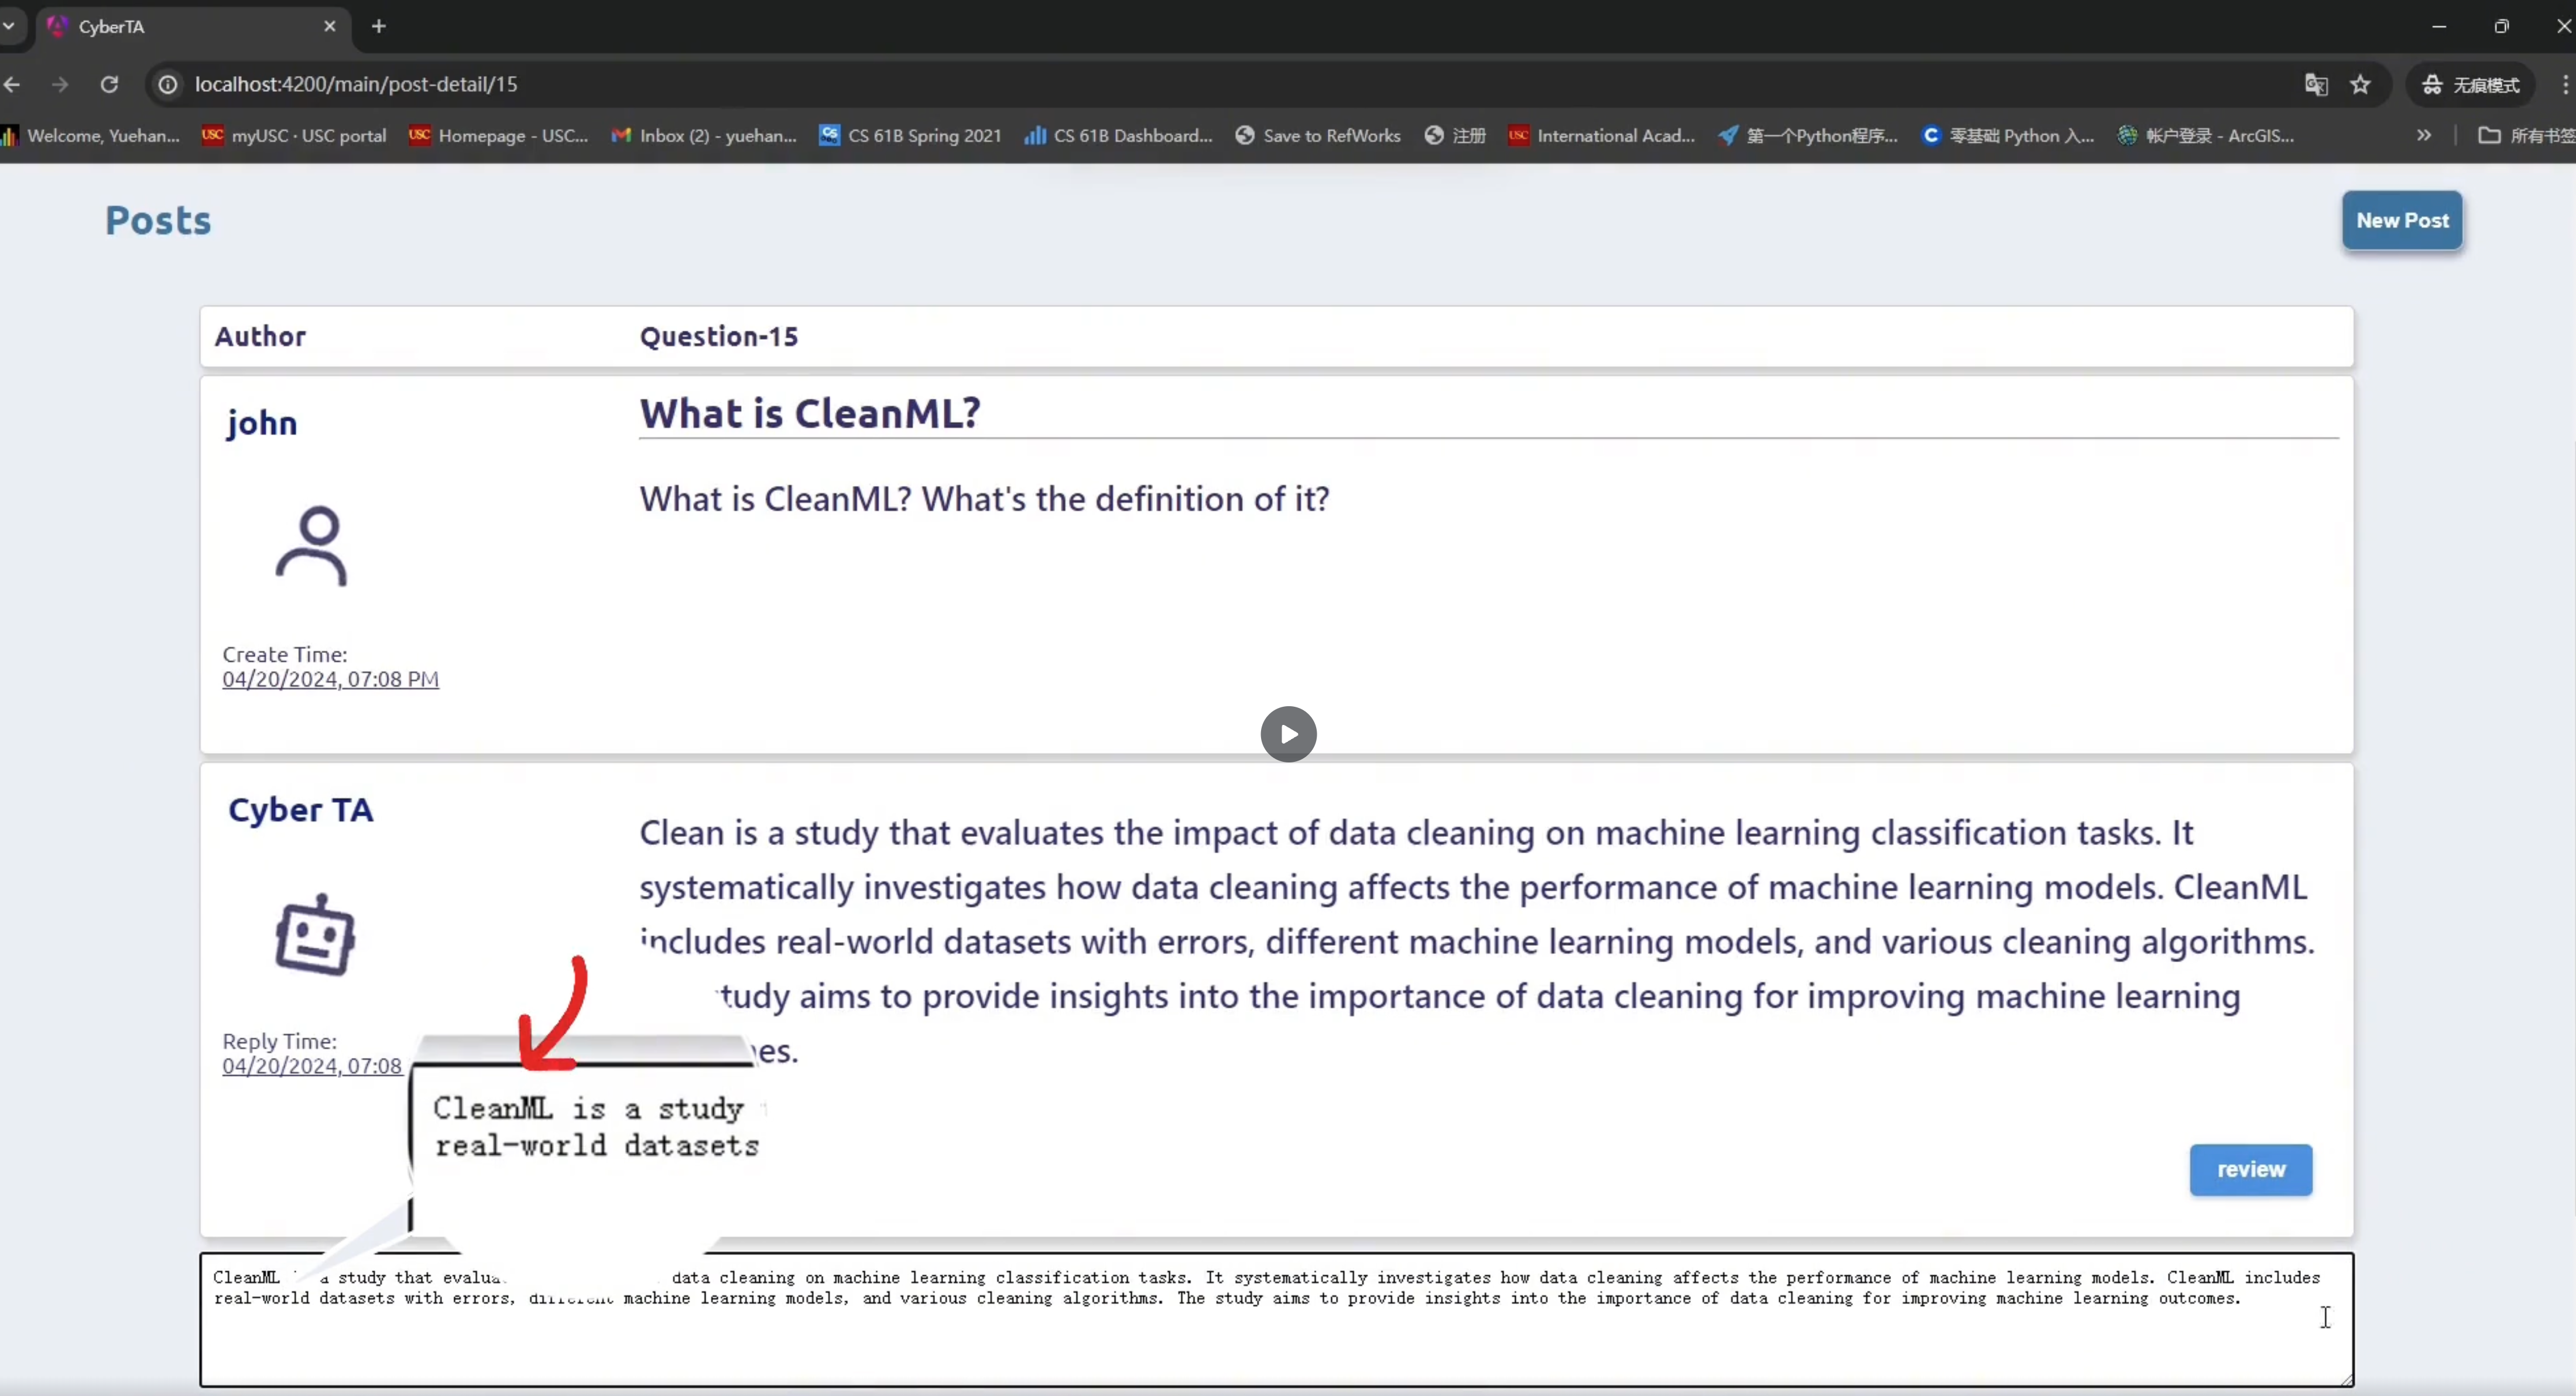 CyberTA
localhost:4200/main/post-detail/15
无痕模式
Welcome, Yuehan...
USC myUSC · USC portal
USC Homepage - USC...
Inbox (2) - yuehan...
CS CS 61B Spring 2021
CS 61B Dashboard...
Save to RefWorks
注册
USC International Acad...
第一个Python程序...
C 零基础 Python 入...
帐户登录 - ArcGIS...
»
所有书签
Posts
New Post
Author
Question-15
john
What is CleanML?
What is CleanML? What's the definition of it?
Create Time:
04/20/2024, 07:08 PM
Cyber TA
Clean is a study that evaluates the impact of data cleaning on machine learning classification tasks. It
systematically investigates how data cleaning affects the performance of machine learning models. CleanML
includes real-world datasets with errors, different machine learning models, and various cleaning algorithms.
study aims to provide insights into the importance of data cleaning for improving machine learning
Reply Time:
04/20/2024, 07:08
CleanML is a study
real-world datasets
review
CleanML a study that data cleaning on machine learning classification tasks. It systematically investigates how data cleaning affects the performance of machine learning models. CleanML includes
real-world datasets with errors, different machine learning models, and various cleaning algorithms. The study aims to provide insights into the importance of data cleaning for improving machine learning outcomes.